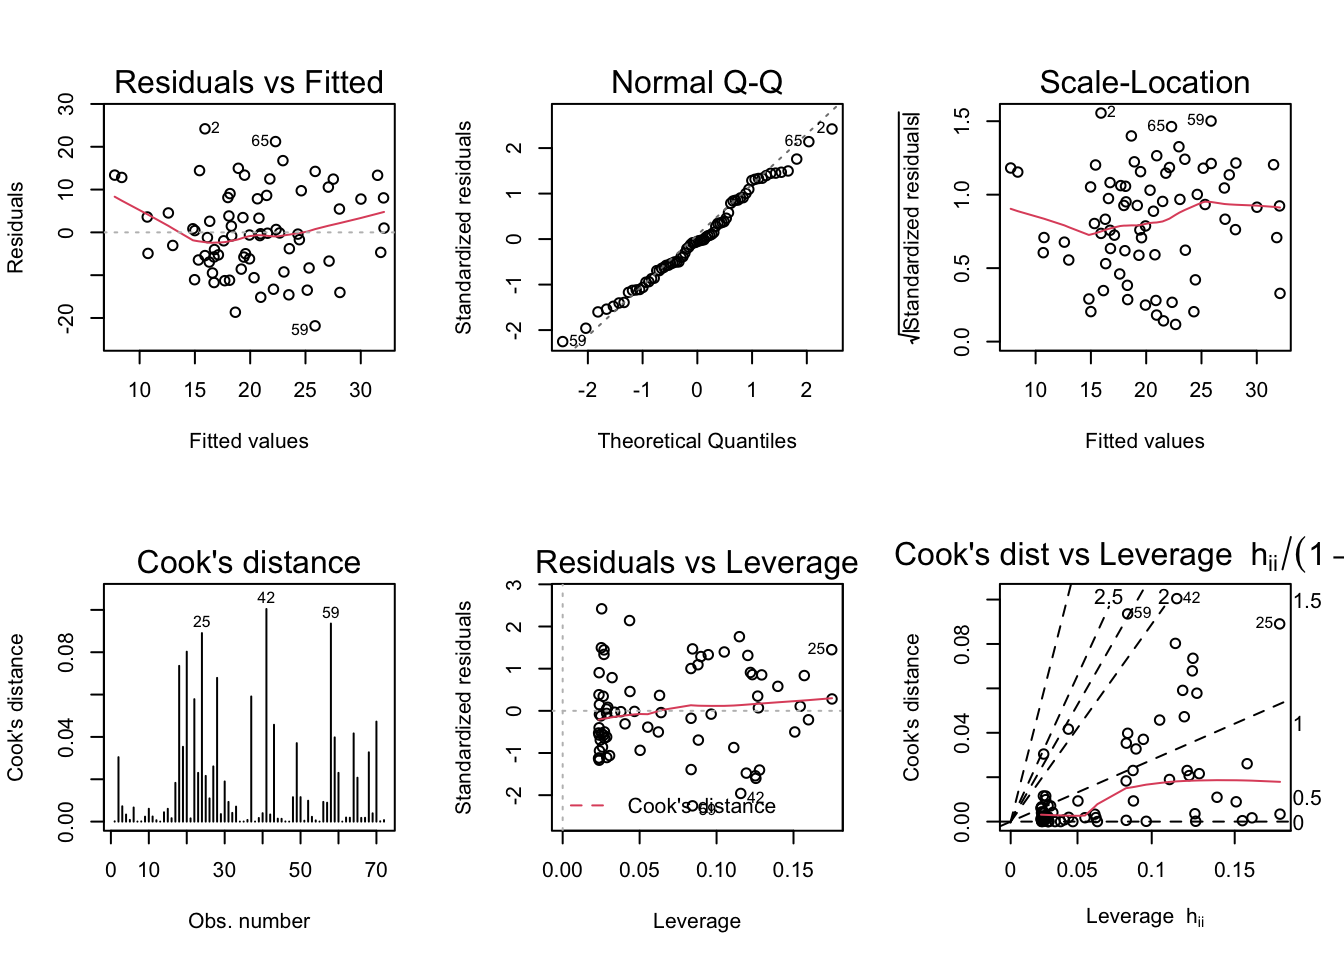 Residuals vs Fitted
Residuals
30
20
10
0
-20
2
65
59
10 15 20 25 30
Fitted values
Normal Q-Q
Standardized residuals
2
1
0
-1
-2
65
2
59
-2 -1 0 1 2
Theoretical Quantiles
Scale-Location
√|Standardized residuals|
1.5
1.0
0.5
0.0
2
65
59
10 15 20 25 30
Fitted values
Cook's distance
Cook's distance
0.08
0.04
0.00
25
42
59
0 10 30 50 70
Obs. number
Residuals vs Leverage
Standardized residuals
3
2
1
0
-1
-2
25
42
59
Cook's distance
0.00 0.05 0.10 0.15
Leverage
Cook's dist vs Leverage hii/(1 −
Cook's distance
0.08
0.04
0.00
2.5
2
59
42
25
1.5
1
0.5
0
0 0.05 0.1 0.15
Leverage hii